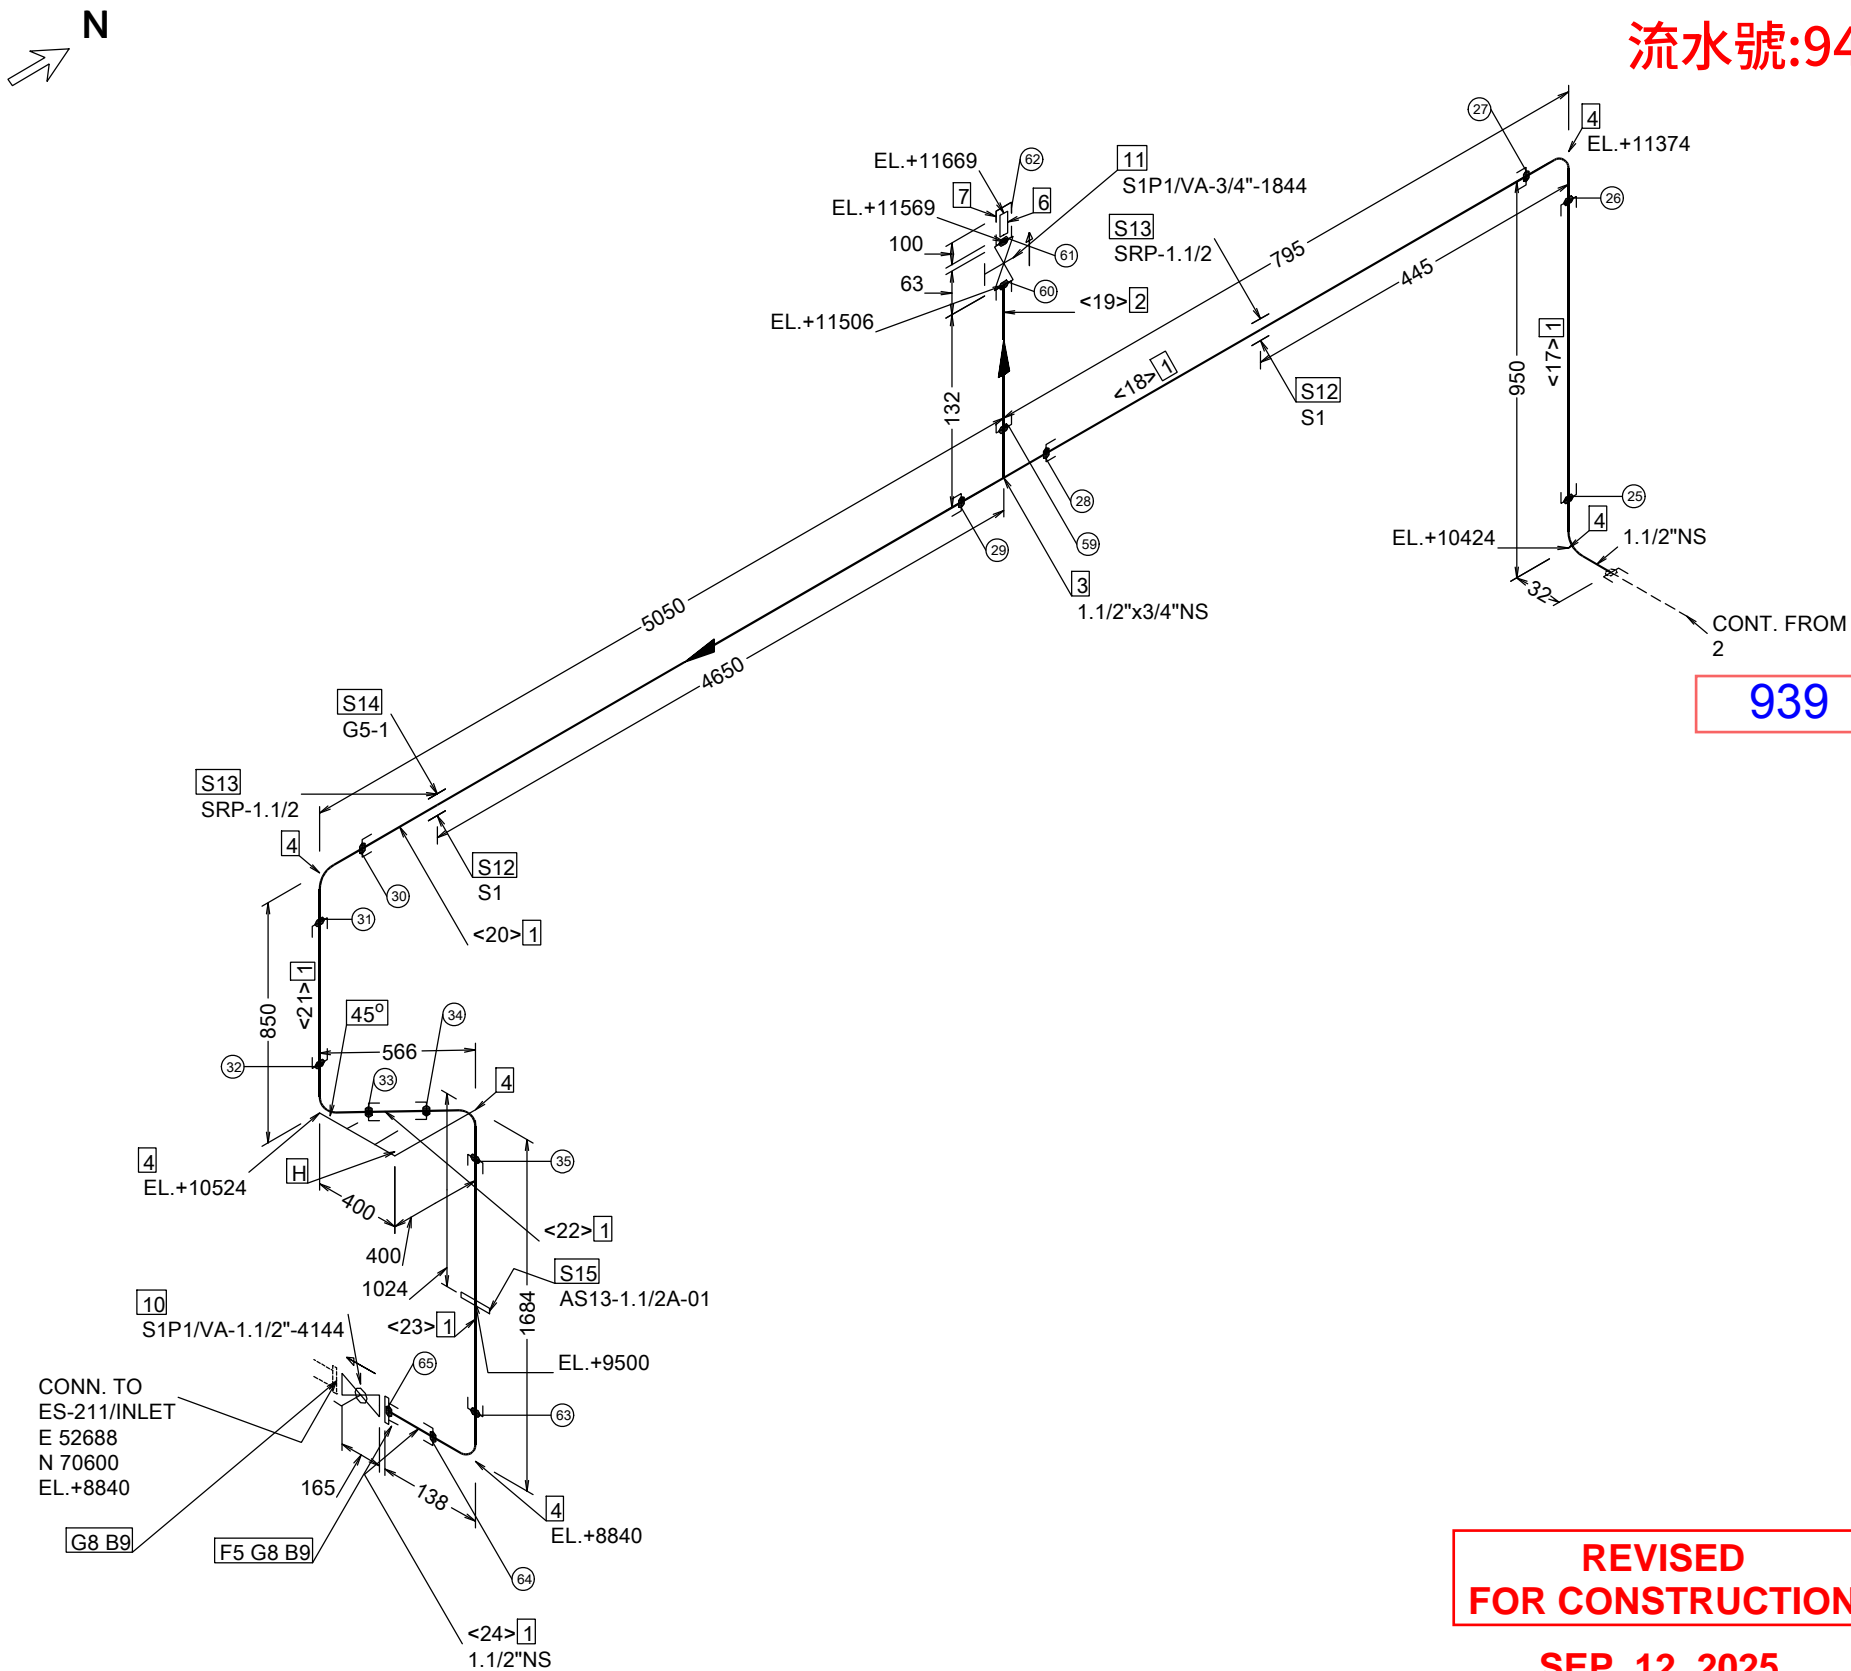 N
流水號:94
27
4
EL.+11374
EL.+11669
62
11
S1P1/VA-3/4"-1844
7
6
EL.+11569
26
100
S13
SRP-1.1/2
61
795
445
63
60
<19> 2
EL.+11506
<17> 1
950
<18> 1
132
S12
S1
28
25
4
EL.+10424
1.1/2"NS
29
59
3
1.1/2"x3/4"NS
32
5050
CONT. FROM
2
4650
939
S14
G5-1
S13
SRP-1.1/2
4
S12
S1
30
31
<20> 1
<21> 1
850
45°
34
566
32
33
4
35
4
EL.+10524
H
400
<22> 1
400
1024
S15
AS13-1.1/2A-01
10
S1P1/VA-1.1/2"-4144
1684
<23> 1
65
EL.+9500
CONN. TO
ES-211/INLET
E 52688
N 70600
EL.+8840
63
165
138
4
EL.+8840
G8 B9
F5 G8 B9
64
<24> 1
1.1/2"NS
REVISED
FOR CONSTRUCTION
SEP. 12, 2025